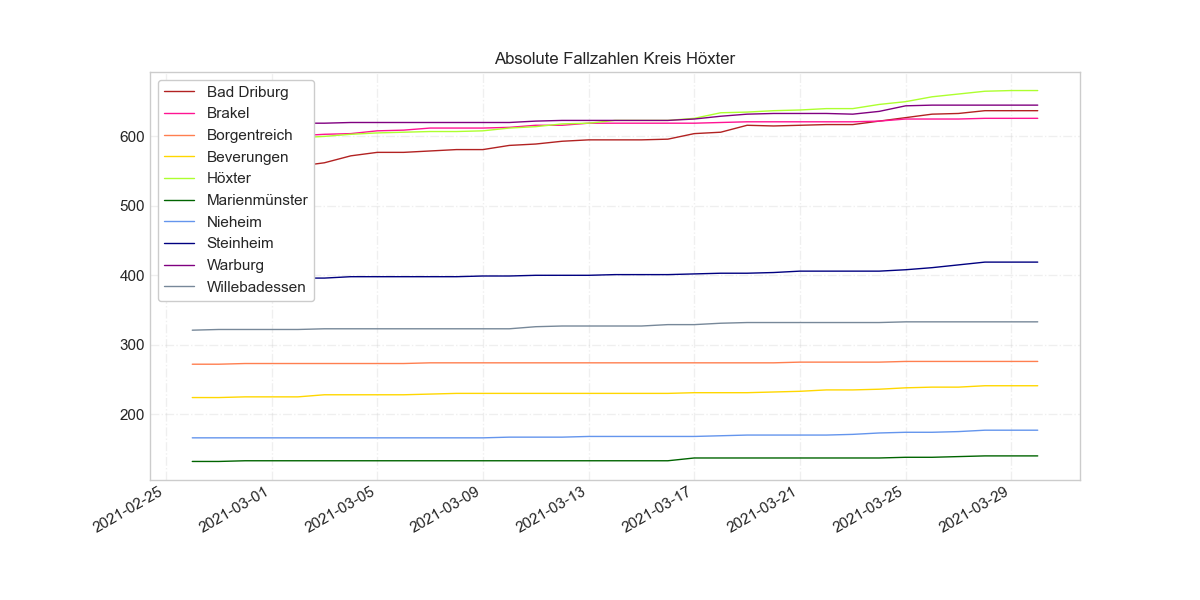 Absolute Fallzahlen Kreis Höxter
Bad Driburg
Brakel
Borgentreich
Beverungen
Höxter
Marienmünster
Nieheim
Steinheim
Warburg
Willebadessen
600
500
400
300
200
2021-02-25
2021-03-01
2021-03-05
2021-03-09
2021-03-13
2021-03-17
2021-03-21
2021-03-25
2021-03-29